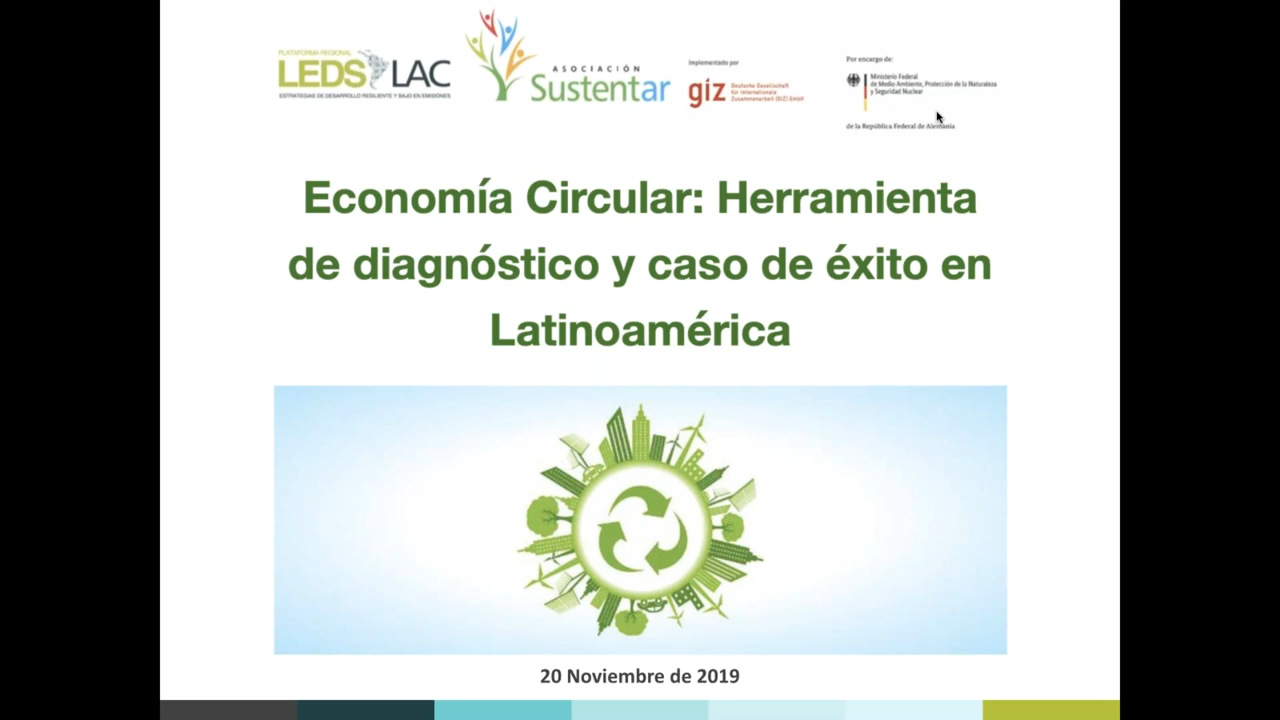 PLATAFORMA REGIONAL
LEDS LAC
ESTRATEGIAS DE DESARROLLO RESILIENTE Y BAJO EN EMISIONES
ASOCIACIÓN
Sustentar
Implementado por
giz Deutsche Gesellschaft
für Internationale
Zusammenarbeit (GIZ) GmbH
Por encargo de:
Ministerio Federal
de Medio Ambiente, Protección de la Naturaleza
y Seguridad Nuclear
de la República Federal de Alemania
Economía Circular: Herramienta
de diagnóstico y caso de éxito en
Latinoamérica
20 Noviembre de 2019